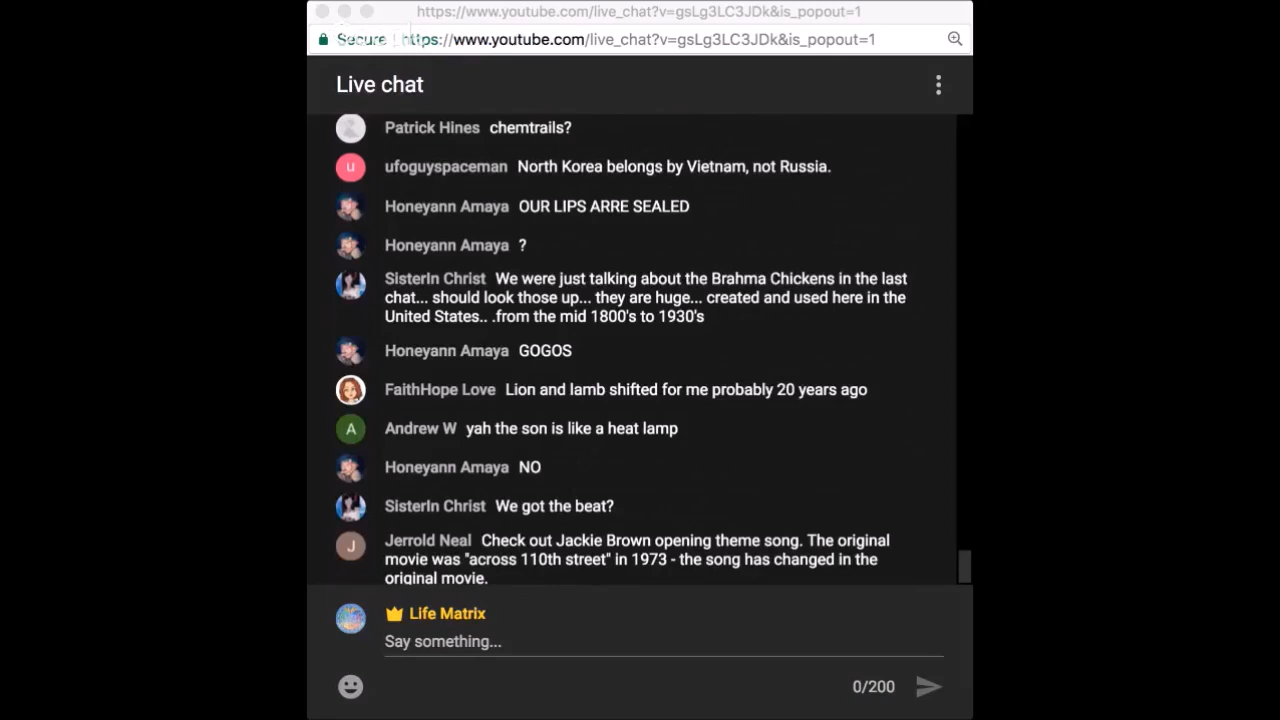 https://www.youtube.com/live_chat?v=gsLg3LC3JDk&is_popout=1
Secure https://www.youtube.com/live_chat?v=gsLg3LC3JDk&is_popout=1
Live chat
Patrick Hines chemtrails?
u ufoguyspaceman North Korea belongs by Vietnam, not Russia.
Honeyann Amaya OUR LIPS ARRE SEALED
Honeyann Amaya ?
SisterIn Christ We were just talking about the Brahma Chickens in the last
chat... should look those up... they are huge... created and used here in the
United States.. .from the mid 1800's to 1930's
Honeyann Amaya GOGOS
FaithHope Love Lion and lamb shifted for me probably 20 years ago
A Andrew W yah the son is like a heat lamp
Honeyann Amaya NO
SisterIn Christ We got the beat?
J Jerrold Neal Check out Jackie Brown opening theme song. The original
movie was "across 110th street" in 1973 - the song has changed in the
original movie.
Life Matrix
Say something...
0/200